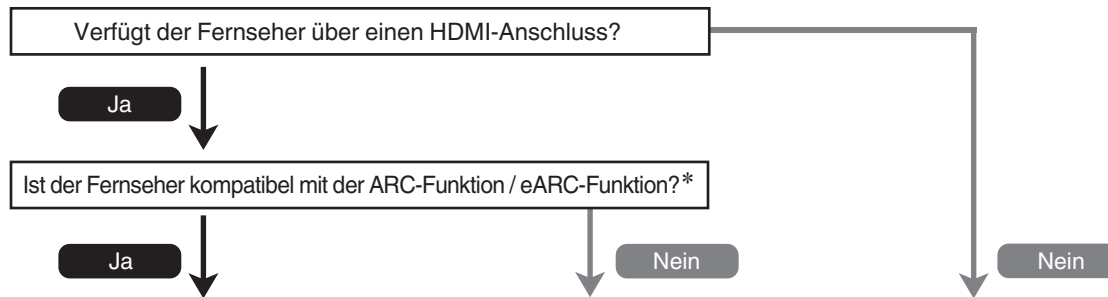 Verfügt der Fernseher über einen HDMI-Anschluss?
Ja
Ist der Fernseher kompatibel mit der ARC-Funktion / eARC-Funktion?*
Ja
Nein
Nein